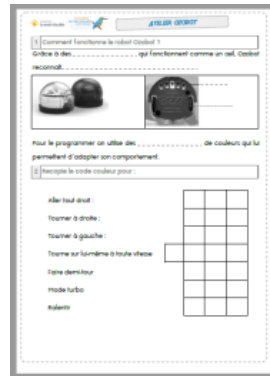 ATELIER OZOBOT
1 Comment fonctionne le robot Ozobot ?
Grâce à des _ _ _ _ _ _ _ _ _ _ _ _ qui fonctionnent comme un œil, Ozobot
reconnaît _ _ _ _ _ _ _ _ _ _ _ _
Pour le programmer on utilise des _ _ _ _ _ _ _ _ _ _ _ _ de couleurs qui lui
permettent d'adapter son comportement.
2 Recopie le code couleur pour :
Aller tout droit :
Tourner à droite :
Tourner à gauche :
Tourne sur lui-même à toute vitesse
Faire demi-tour
Mode turbo
Ralentir